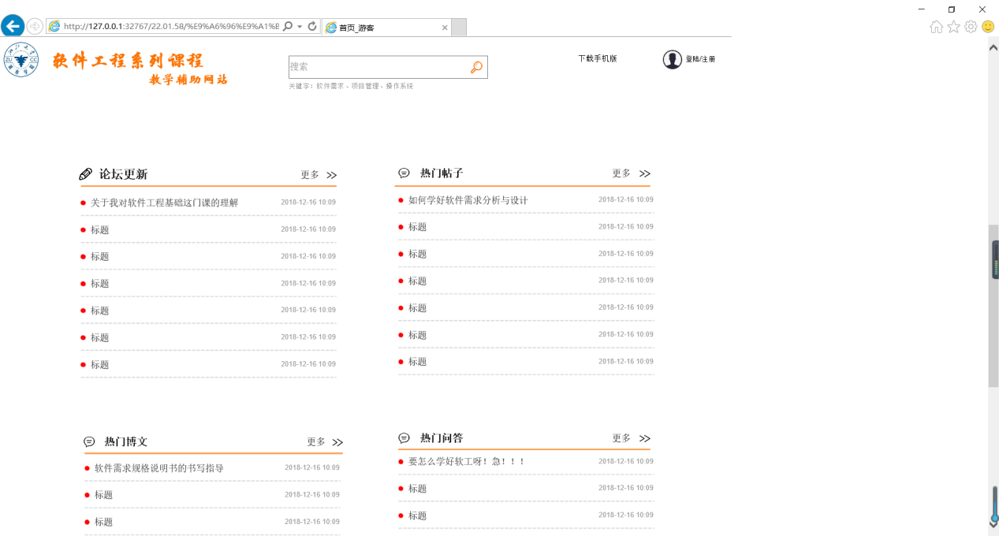 http://127.0.0.1:32767/22.01.58/%E9%A6%96%E9%A1%B
首页_游客
ZU CC
软件工程系列课程
教学辅助网站
搜索
关键字：软件需求、项目管理、操作系统
下载手机版
登陆/注册
论坛更新 更多
关于我对软件工程基础这门课的理解 2018-12-16 10:09
标题 2018-12-16 10:09
标题 2018-12-16 10:09
标题 2018-12-16 10:09
标题 2018-12-16 10:09
标题 2018-12-16 10:09
标题 2018-12-16 10:09
热门帖子 更多
如何学好软件需求分析与设计 2018-12-16 10:09
标题 2018-12-16 10:09
标题 2018-12-16 10:09
标题 2018-12-16 10:09
标题 2018-12-16 10:09
标题 2018-12-16 10:09
标题 2018-12-16 10:09
热门博文 更多
软件需求规格说明书的书写指导 2018-12-16 10:09
标题 2018-12-16 10:09
标题 2018-12-16 10:09
热门问答 更多
要怎么学好软工呀！急！！！ 2018-12-16 10:09
标题 2018-12-16 10:09
标题 2018-12-16 10:09